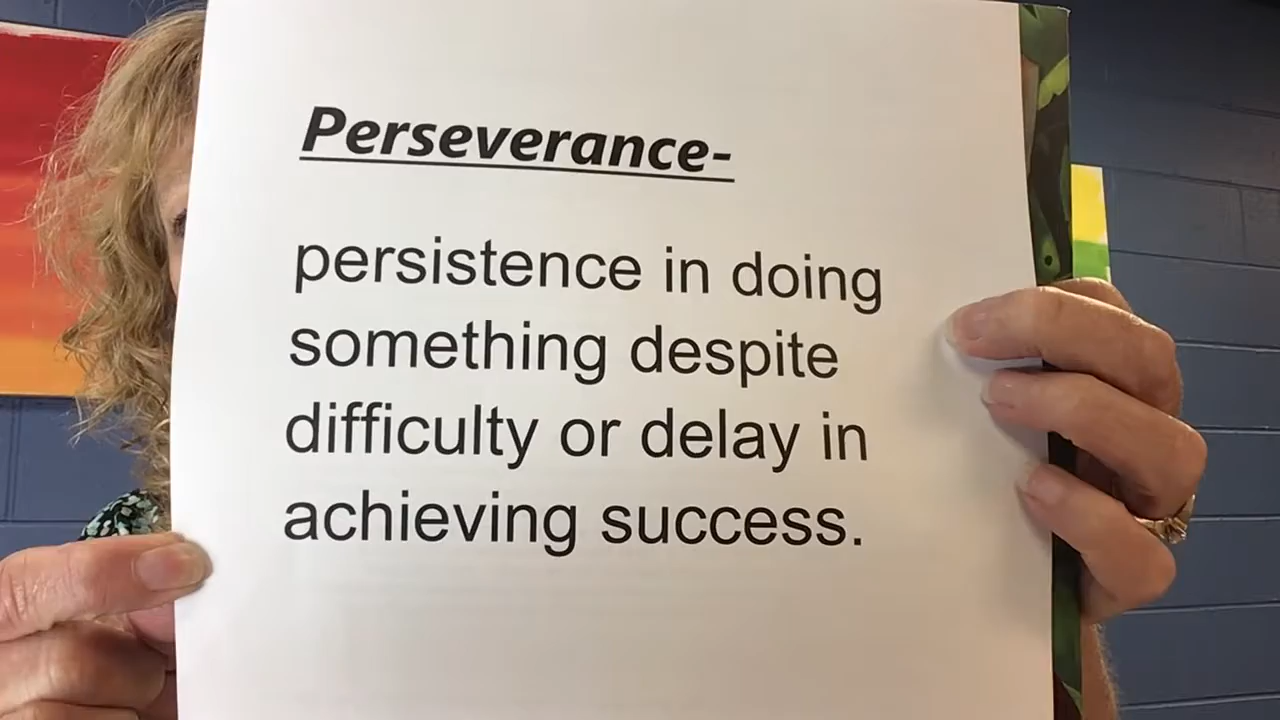 Perseverance-
persistence in doing
something despite
difficulty or delay in
achieving success.